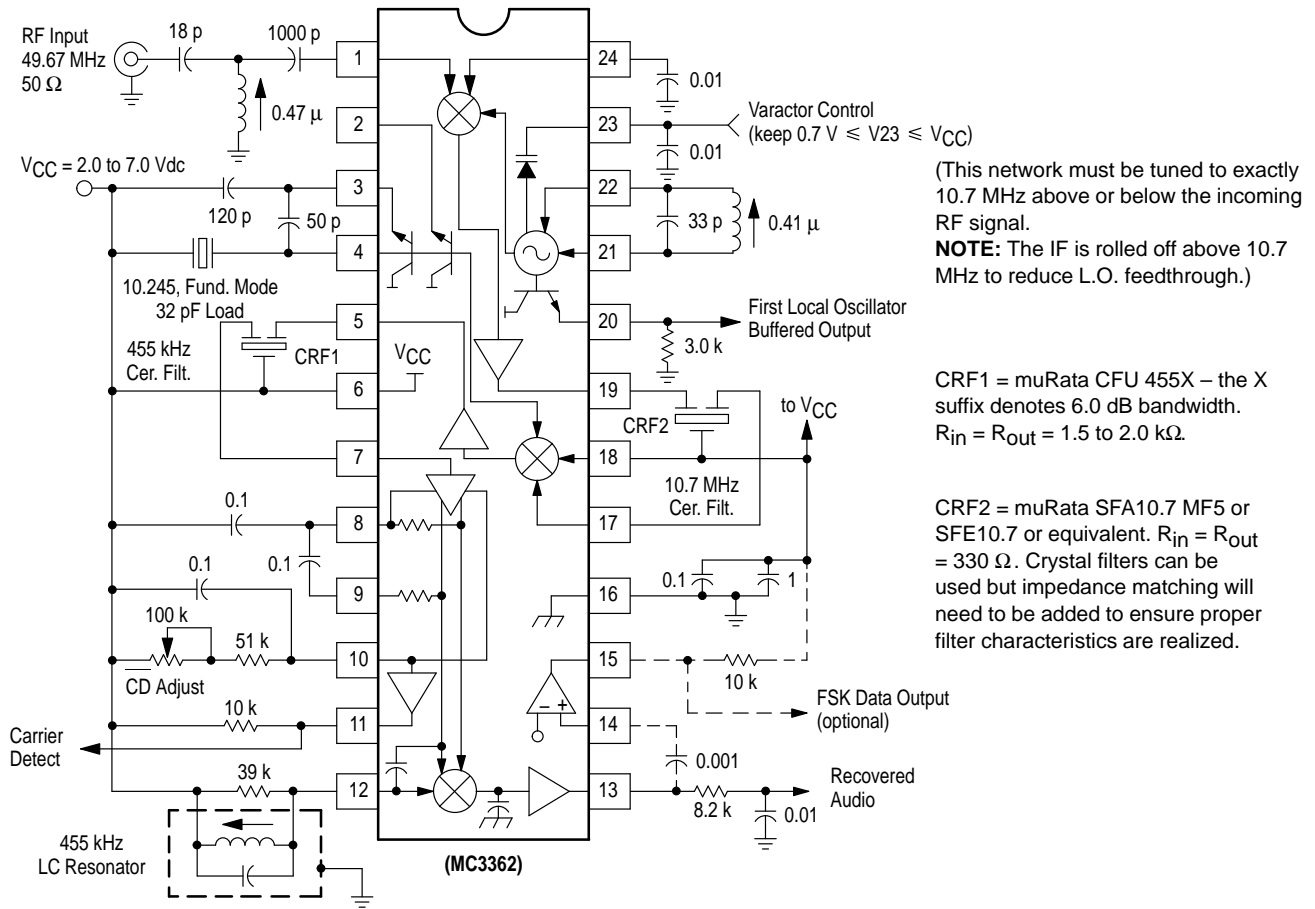 RF Input
49.67 MHz
50 Ω
18 p
1000 p
0.47 μ
VCC = 2.0 to 7.0 Vdc
120 p
50 p
10.245, Fund. Mode
32 pF Load
455 kHz
Cer. Filt.
CRF1
VCC
0.1
0.1
0.1
100 k
51 k
CD Adjust
10 k
Carrier
Detect
39 k
455 kHz
LC Resonator
1
2
3
4
5
6
7
8
9
10
11
12
24
23
22
21
20
19
18
17
16
15
14
13
– +
(MC3362)
0.01
Varactor Control
(keep 0.7 V ≤ V23 ≤ VCC)
0.01
33 p
0.41 μ
First Local Oscillator
Buffered Output
3.0 k
to VCC
CRF2
10.7 MHz
Cer. Filt.
0.1
1
10 k
FSK Data Output
(optional)
0.001
8.2 k
Recovered
Audio
0.01
(This network must be tuned to exactly
10.7 MHz above or below the incoming
RF signal.
NOTE: The IF is rolled off above 10.7
MHz to reduce L.O. feedthrough.)
CRF1 = muRata CFU 455X – the X
suffix denotes 6.0 dB bandwidth.
Rin = Rout = 1.5 to 2.0 kΩ.
CRF2 = muRata SFA10.7 MF5 or
SFE10.7 or equivalent. Rin = Rout
= 330 Ω. Crystal filters can be
used but impedance matching will
need to be added to ensure proper
filter characteristics are realized.